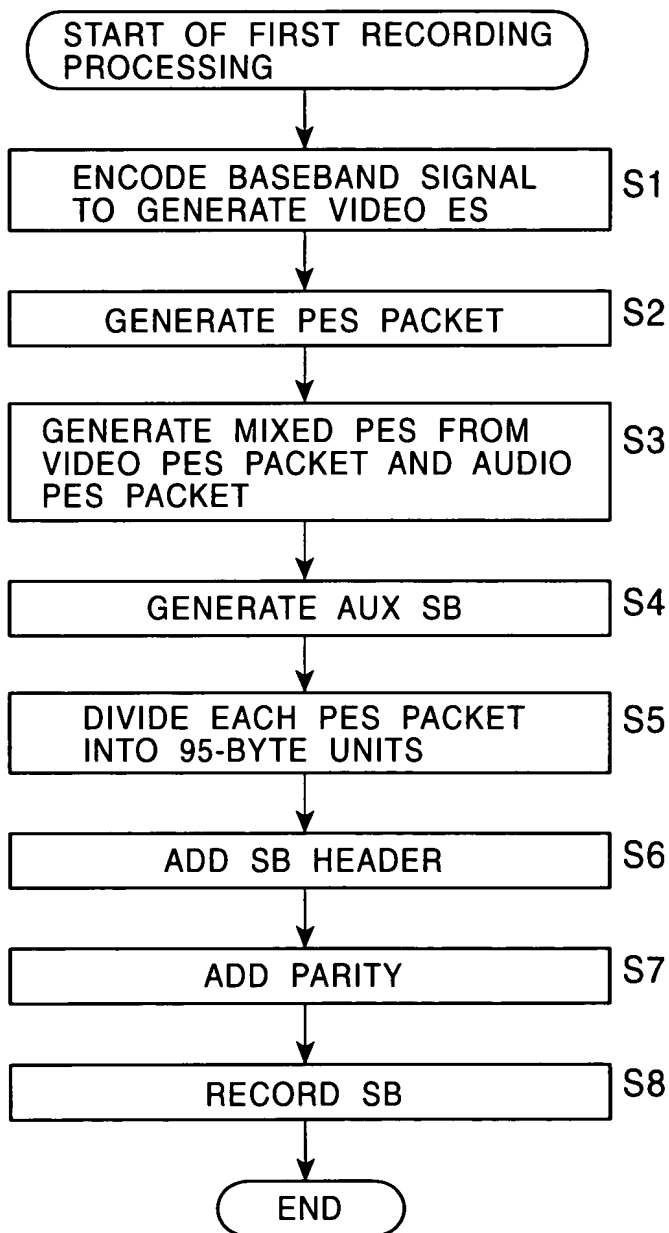 START OF FIRST RECORDING
PROCESSING
ENCODE BASEBAND SIGNAL
TO GENERATE VIDEO ES
S1
GENERATE PES PACKET
S2
GENERATE MIXED PES FROM
VIDEO PES PACKET AND AUDIO
PES PACKET
S3
GENERATE AUX SB
S4
DIVIDE EACH PES PACKET
INTO 95-BYTE UNITS
S5
ADD SB HEADER
S6
ADD PARITY
S7
RECORD SB
S8
END